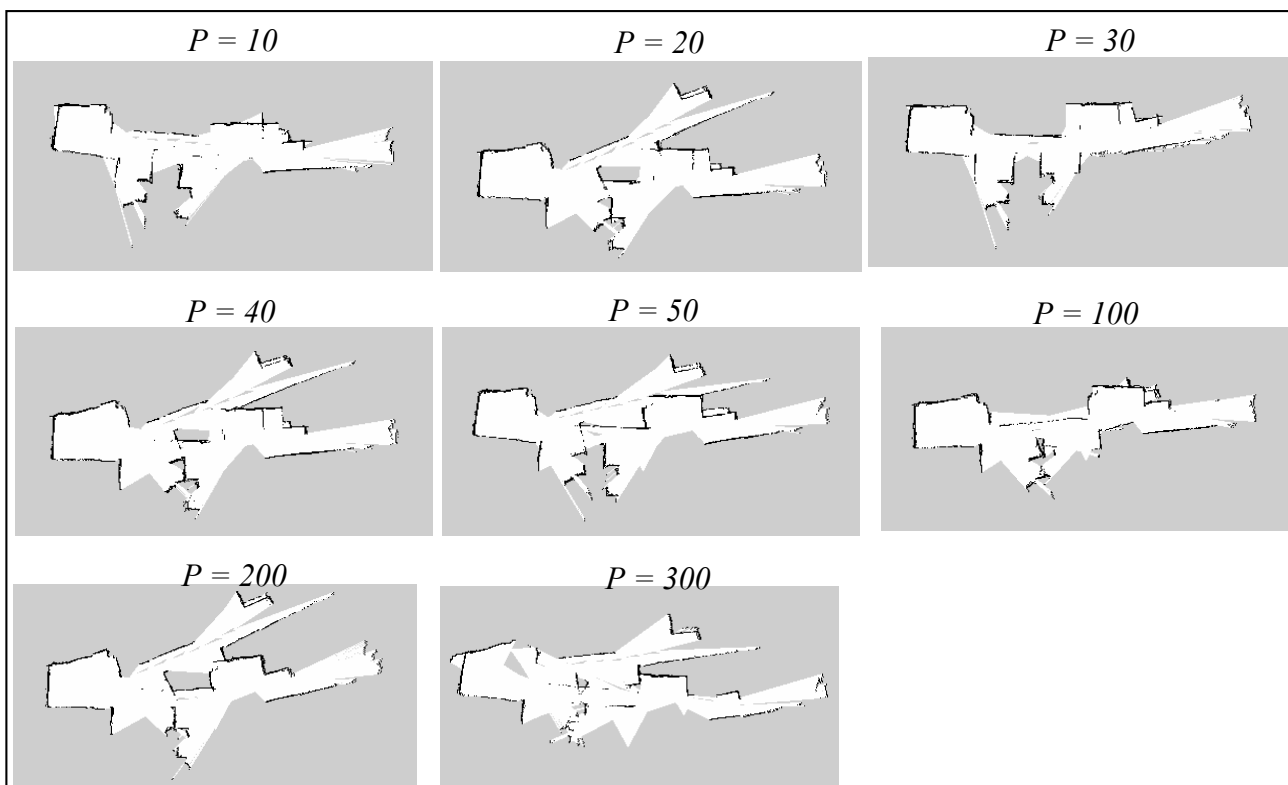 P = 10
P = 20
P = 30
P = 40
P = 50
P = 100
P = 200
P = 300